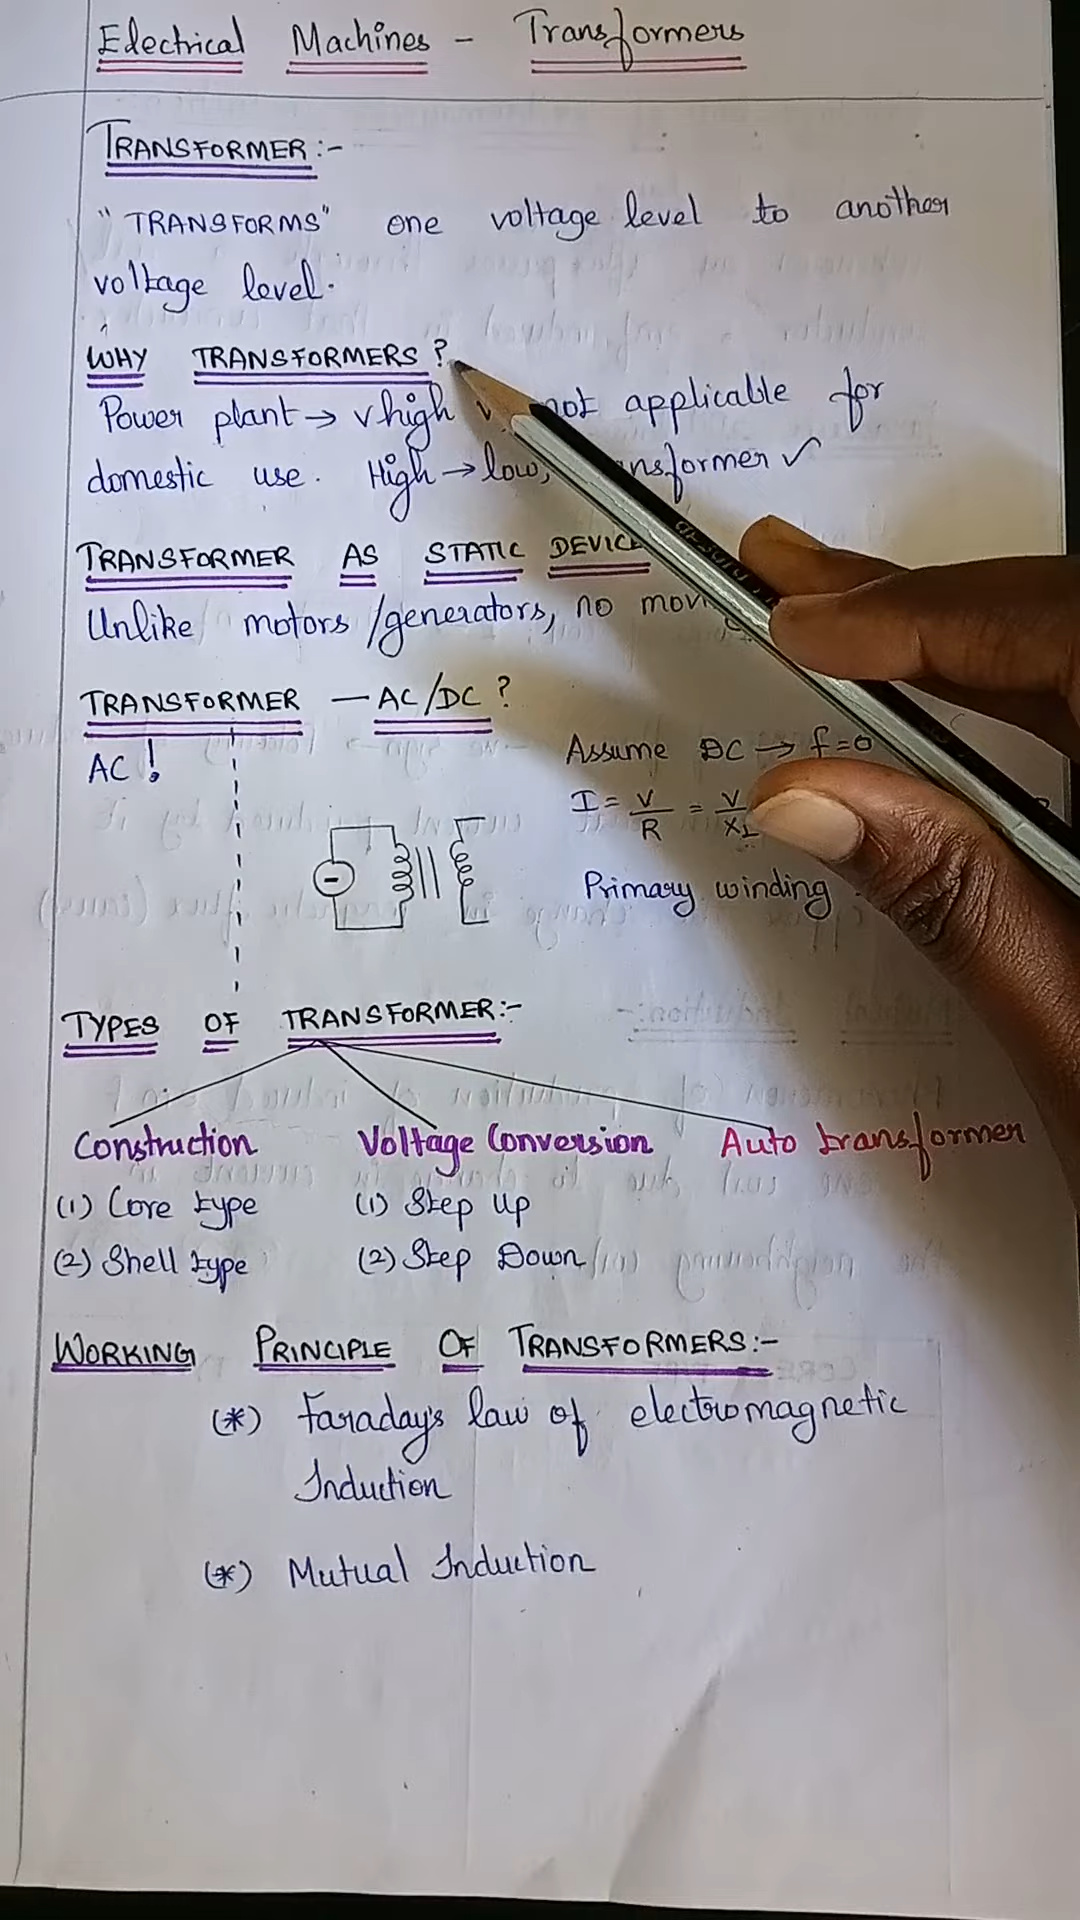 Electrical Machines - Transformers
TRANSFORMER :-
"TRANSFORMS" one voltage level to another
voltage level.
WHY TRANSFORMERS?
Power plant → vhigh v not applicable for
domestic use. High → low, transformer ✓
TRANSFORMER AS STATIC DEVICE
Unlike motors/generators, no
TRANSFORMER — AC/DC ?
AC!
Assume DC → f=0
I = V/R = V/XL
Primary winding
TYPES OF TRANSFORMER:-
Construction Voltage Conversion Auto transformer
(1) Core type (1) Step Up
(2) Shell type (2) Step Down
WORKING PRINCIPLE OF TRANSFORMERS:-
(*) Faraday's law of electromagnetic
Induction
(*) Mutual Induction